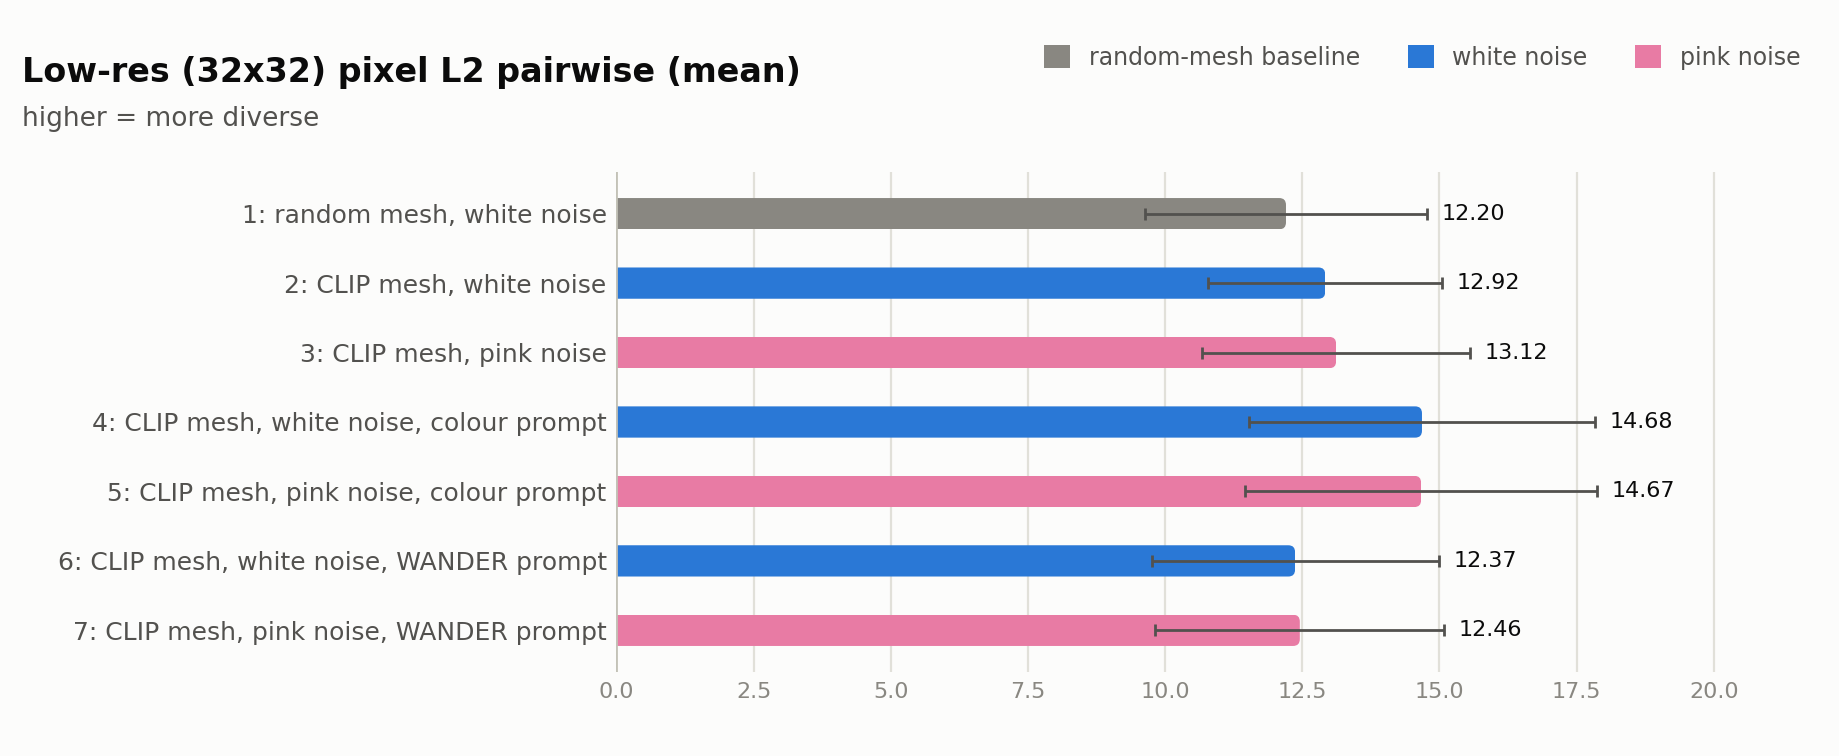 Low-res (32x32) pixel L2 pairwise (mean)
higher = more diverse
random-mesh baseline
white noise
pink noise
1: random mesh, white noise
12.20
2: CLIP mesh, white noise
12.92
3: CLIP mesh, pink noise
13.12
4: CLIP mesh, white noise, colour prompt
14.68
5: CLIP mesh, pink noise, colour prompt
14.67
6: CLIP mesh, white noise, WANDER prompt
12.37
7: CLIP mesh, pink noise, WANDER prompt
12.46
0.0 2.5 5.0 7.5 10.0 12.5 15.0 17.5 20.0